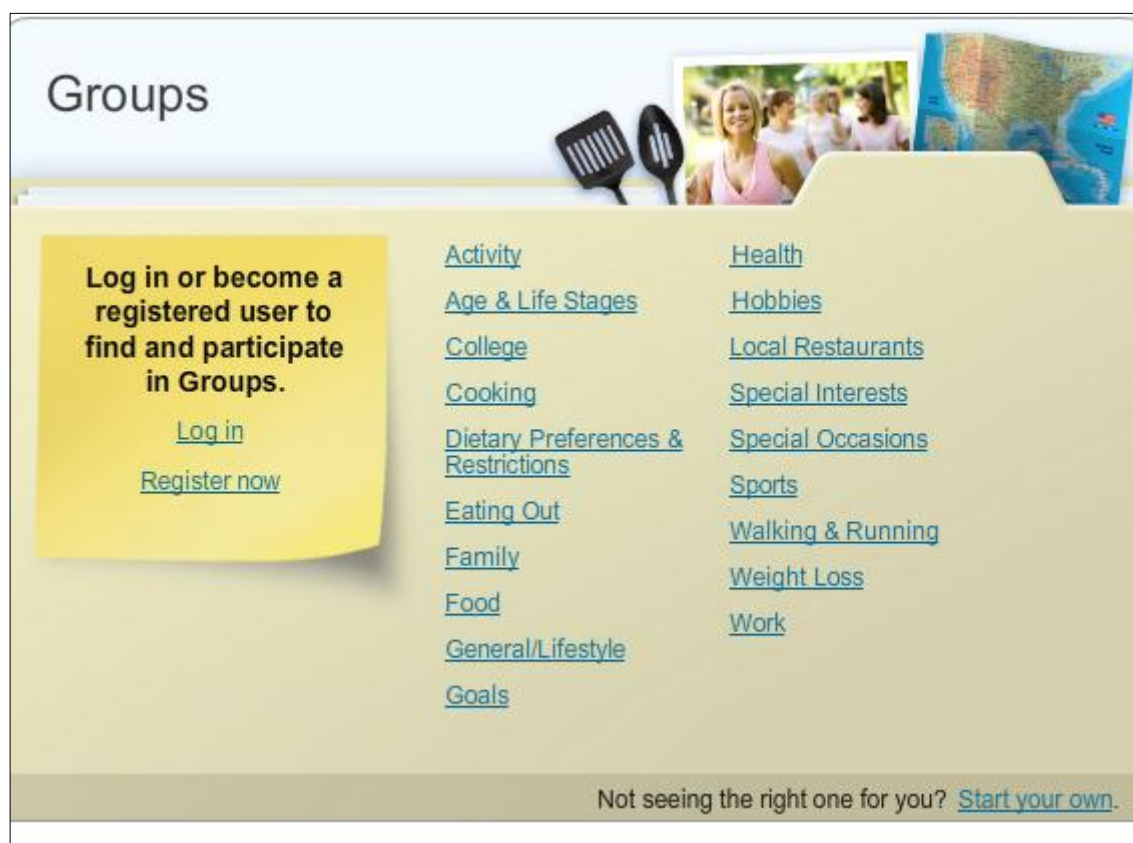 Groups
Log in or become a
registered user to
find and participate
in Groups.
Log in
Register now
Activity
Age & Life Stages
College
Cooking
Dietary Preferences &
Restrictions
Eating Out
Family
Food
General/Lifestyle
Goals
Health
Hobbies
Local Restaurants
Special Interests
Special Occasions
Sports
Walking & Running
Weight Loss
Work
Not seeing the right one for you? Start your own.